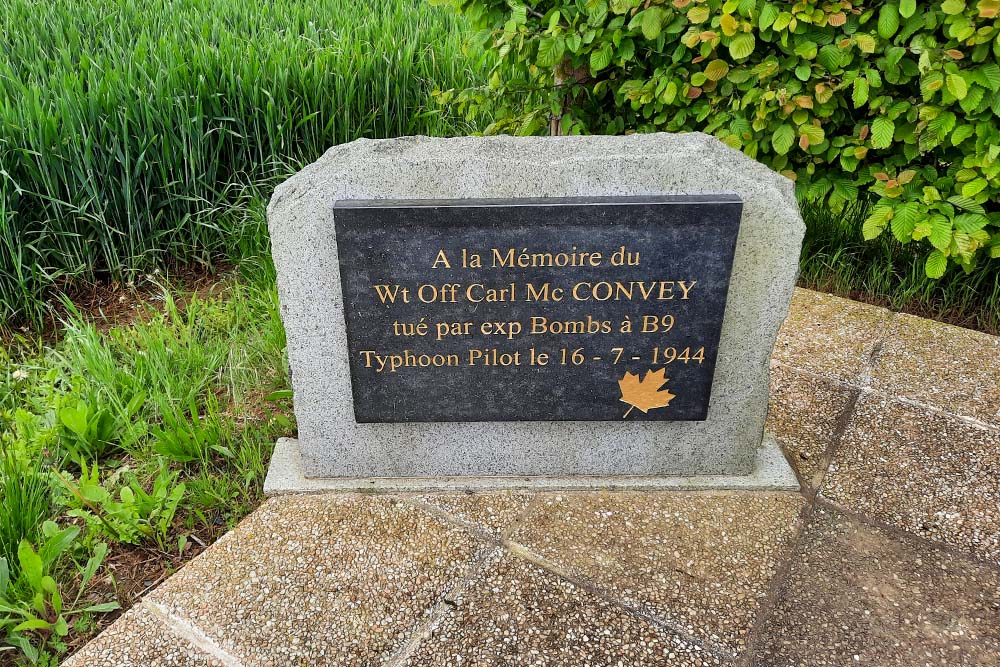 A la Mémoire du
Wt Off Carl Mc CONVEY
tué par exp Bombs à B9
Typhoon Pilot le 16 - 7 - 1944